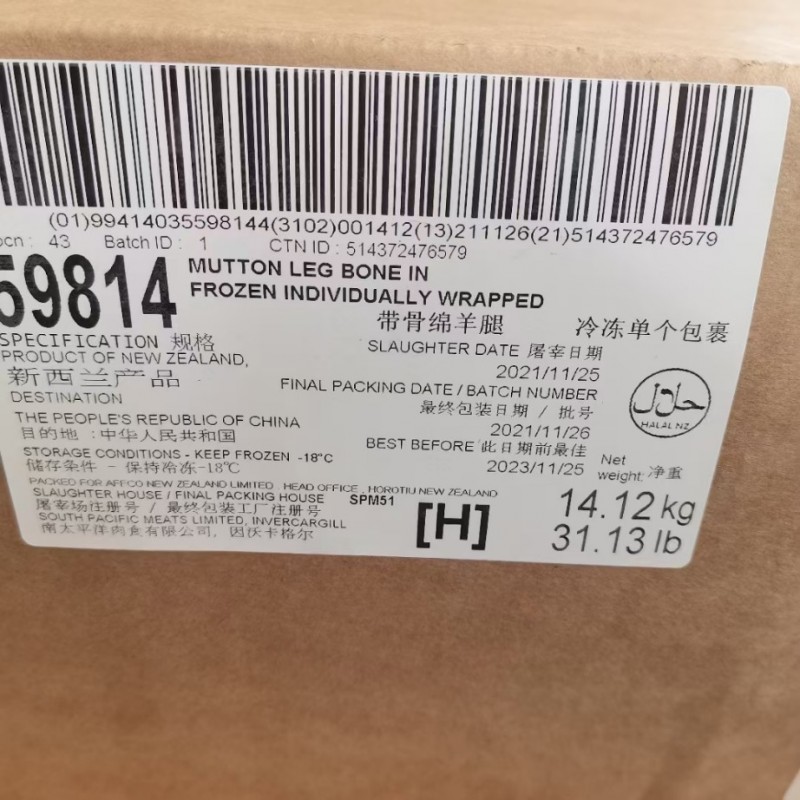 (01)99414035598144(3102)001412(13)211126(21)514372476579
pcn: 43 Batch ID: 1 CTN ID: 514372476579
59814
MUTTON LEG BONE IN
FROZEN INDIVIDUALLY WRAPPED
带骨绵羊腿 冷冻单个包裹
SPECIFICATION 规格
PRODUCT OF NEW ZEALAND,
新西兰产品
DESTINATION
THE PEOPLE'S REPUBLIC OF CHINA
目的地:中华人民共和国
SLAUGHTER DATE 屠宰日期
2021/11/25
FINAL PACKING DATE / BATCH NUMBER
最终包装日期 / 批号
2021/11/26
BEST BEFORE 此日期前最佳
2023/11/25
حلال
HALAL NZ
STORAGE CONDITIONS - KEEP FROZEN -18°C
储存条件 - 保持冷冻-18℃
PACKED FOR AFFCO NEW ZEALAND LIMITED HEAD OFFICE, HOROTIU NEW ZEALAND
SLAUGHTER HOUSE / FINAL PACKING HOUSE SPM51
屠宰场注册号 / 最终包装工厂注册号
SOUTH PACIFIC MEATS LIMITED, INVERCARGILL
南太平洋肉食有限公司, 因沃卡格尔
[H]
Net weight: 净重
14.12kg
31.13lb